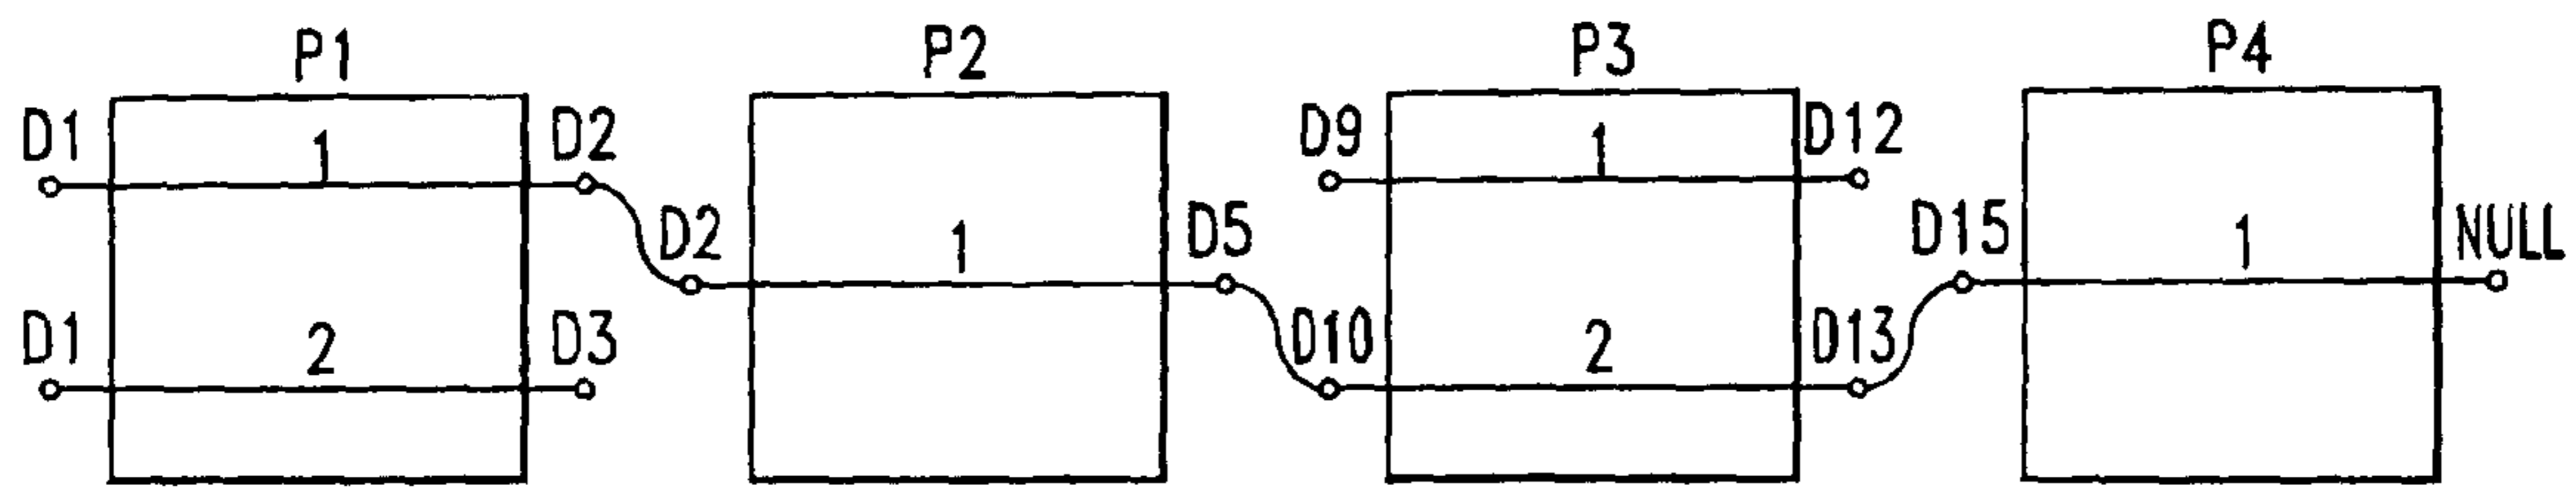 P1 P2 P3 P4
D1 1 D2 D9 1 D12
D2 1 D5 D15 1 NULL
D1 2 D3 D10 2 D13